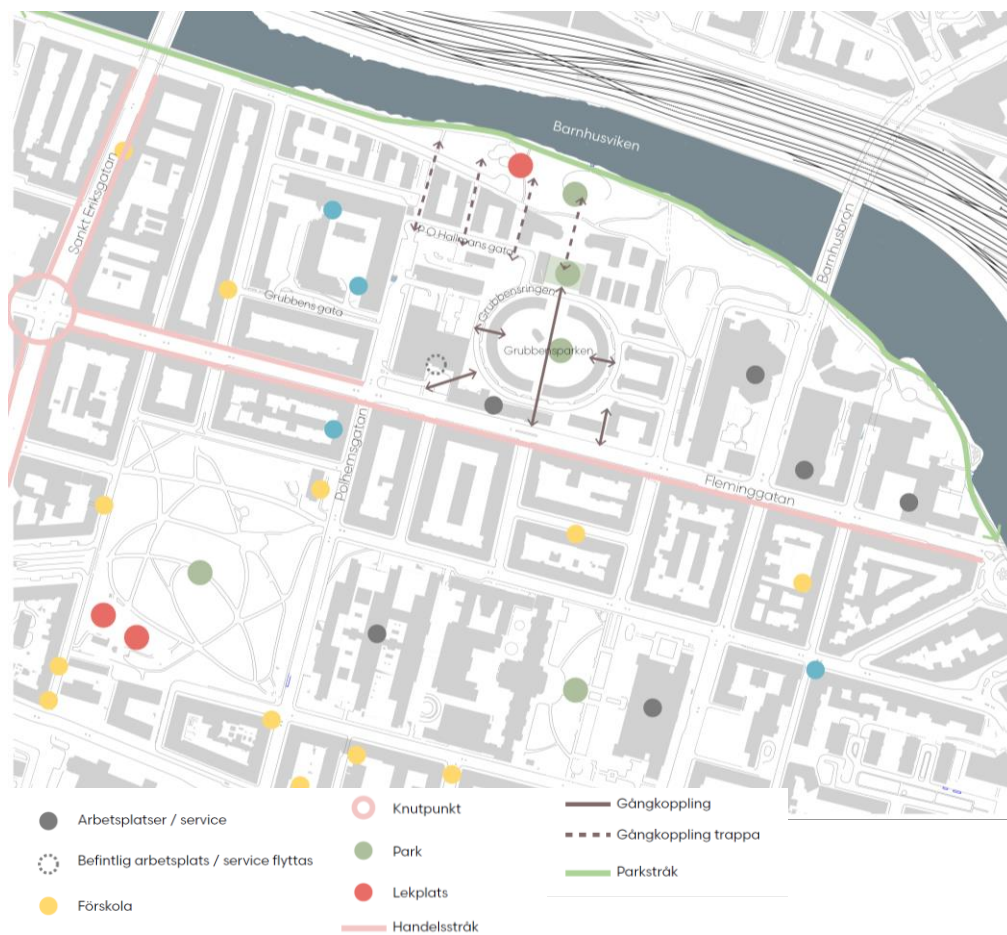 Barnhusviken
Sankt Eriksgatan
Barnhusbron
P.O.Hallmans gata
Grubbens gata
Grubbensringen
Grubbensparken
Polhemsgatan
Fleminggatan
Arbetsplatser / service
Befintlig arbetsplats / service flyttas
Förskola
Knutpunkt
Park
Lekplats
Handelsstråk
Gångkoppling
Gångkoppling trappa
Parkstråk